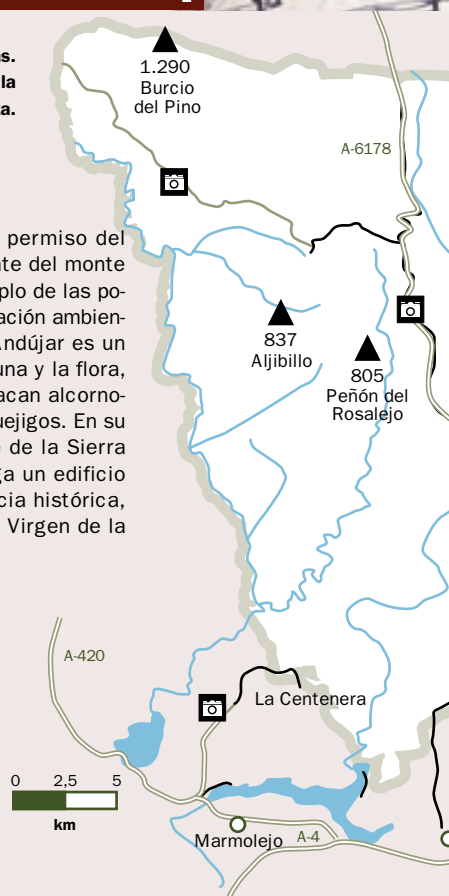 s.
la
a.
permiso del
te del monte
plo de las po-
ación ambien-
Andújar es un
una y la flora,
acan alcorno-
uejigos. En su
e de la Sierra
ga un edificio
cia histórica,
Virgen de la
1.290
Burcio
del Pino
A-6178
837
Aljibillo
805
Peñón del
Rosalejo
A-420
La Centenera
0 2,5 5
km
Marmolejo
A-4